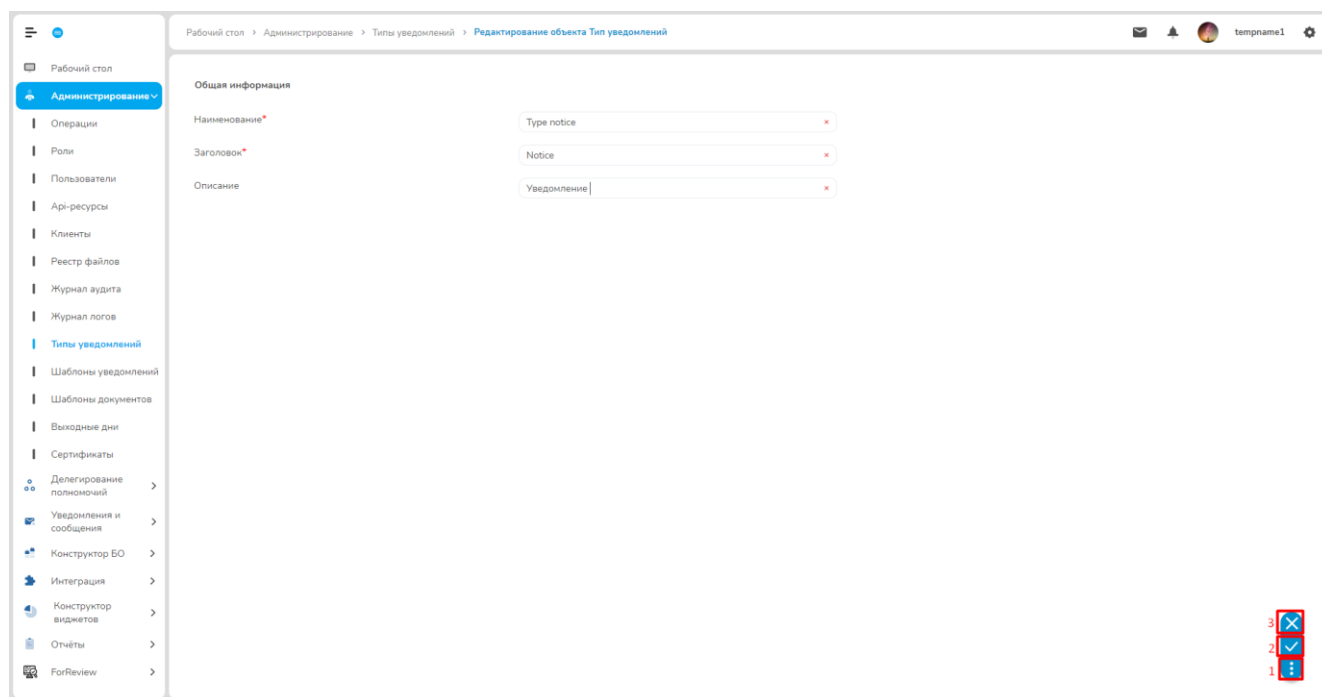 Рабочий стол > Администрирование > Типы уведомлений > Редактирование объекта Тип уведомлений
tempname1
Рабочий стол
Администрирование
Операции
Роли
Пользователи
Api-ресурсы
Клиенты
Реестр файлов
Журнал аудита
Журнал логов
Типы уведомлений
Шаблоны уведомлений
Шаблоны документов
Выходные дни
Сертификаты
Делегирование
полномочий
Уведомления и
сообщения
Конструктор БО
Интеграция
Конструктор
виджетов
Отчёты
ForReview
Общая информация
Наименование* Type notice
Заголовок* Notice
Описание Уведомление
3
2
1